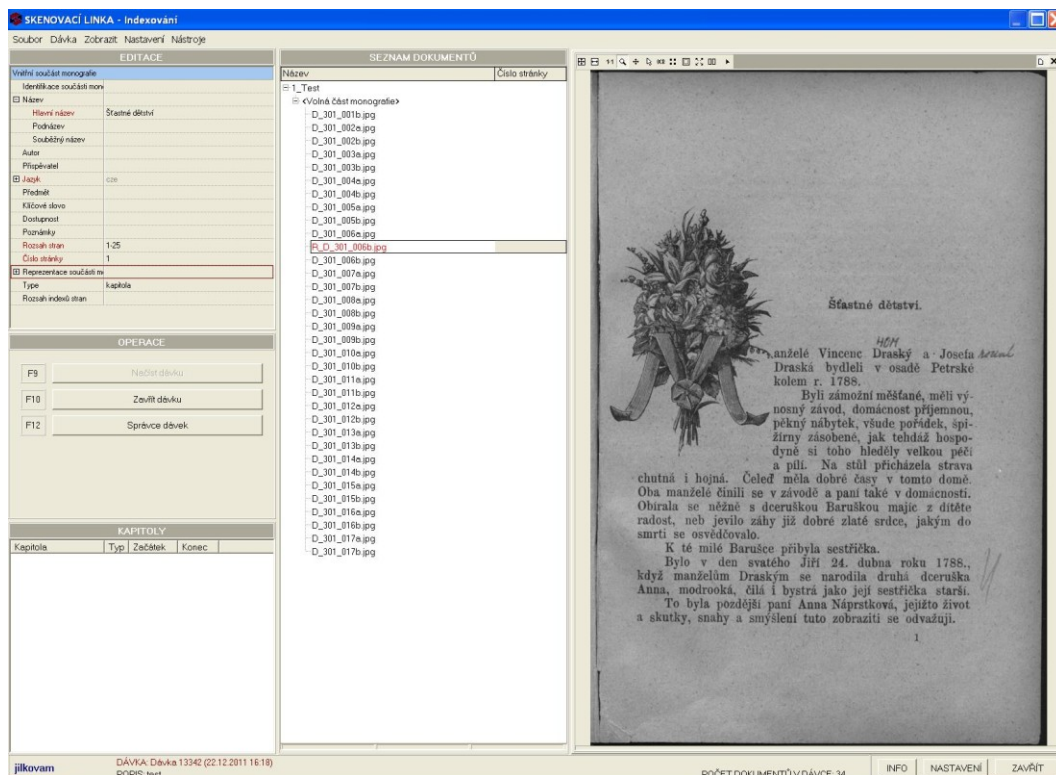 SKENOVACÍ LINKA - Indexování
Soubor Dávka Zobrazit Nastavení Nástroje
EDITACE
Vnitřní součást monografie
Identifikace součásti mon
Název
Hlavní název Šťastné dětství
Podnázev
Souběžný název
Autor
Přispěvatel
Jazyk cze
Předmět
Klíčové slovo
Dostupnost
Poznámky
Rozsah stran 1-25
Číslo stránky 1
Reprezentace součásti m
Type kapitola
Rozsah indexů stran
OPERACE
F9 Načíst dávku
F10 Zavřít dávku
F12 Správce dávek
KAPITOLY
Kapitola Typ Začátek Konec
SEZNAM DOKUMENTŮ
Název Číslo stránky
1_Test
<Volná část monografie>
D_301_001b.jpg
D_301_002a.jpg
D_301_002b.jpg
D_301_003a.jpg
D_301_003b.jpg
D_301_004a.jpg
D_301_004b.jpg
D_301_005a.jpg
D_301_005b.jpg
D_301_006a.jpg
R_D_301_006b.jpg
D_301_006b.jpg
D_301_007a.jpg
D_301_007b.jpg
D_301_008a.jpg
D_301_008b.jpg
D_301_009a.jpg
D_301_009b.jpg
D_301_010a.jpg
D_301_010b.jpg
D_301_011a.jpg
D_301_011b.jpg
D_301_012a.jpg
D_301_012b.jpg
D_301_013a.jpg
D_301_013b.jpg
D_301_014a.jpg
D_301_014b.jpg
D_301_015a.jpg
D_301_015b.jpg
D_301_016a.jpg
D_301_016b.jpg
D_301_017a.jpg
D_301_017b.jpg
1:1
Šťastné dětství.
anželé Vincenc Draský a Josefa
Draská bydleli v osadě Petrské
kolem r. 1788.
Byli zámožní měšťané, měli vý-
nosný závod, domácnost příjemnou,
pěkný nábytek, všude pořádek, špi-
žírny zásobené, jak tehdáž hospo-
dyně si toho hleděly velkou péčí
a pílí. Na stůl přicházela strava
chutná i hojná. Čeleď měla dobré časy v tomto domě.
Oba manželé činili se v závodě a paní také v domácnosti.
Obírala se něžně s dceruškou Baruškou majíc z dítěte
radost, neb jevilo záhy již dobré zlaté srdce, jakým do
smrti se osvědčovalo.
K té milé Barušce přibyla sestřička.
Bylo v den svatého Jiří 24. dubna roku 1788.,
když manželům Draským se narodila druhá dceruška
Anna, modrooká, čilá i bystrá jako její sestřička starší.
To byla pozdější paní Anna Náprstková, jejížto život
a skutky, snahy a smýšlení tuto zobraziti se odvažuji.
1
jilkovam
DÁVKA: Dávka 13342 (22.12.2011 16:18)
POPIS: test
POČET DOKUMENTŮ V DÁVCE: 34
INFO NASTAVENÍ ZAVŘÍT